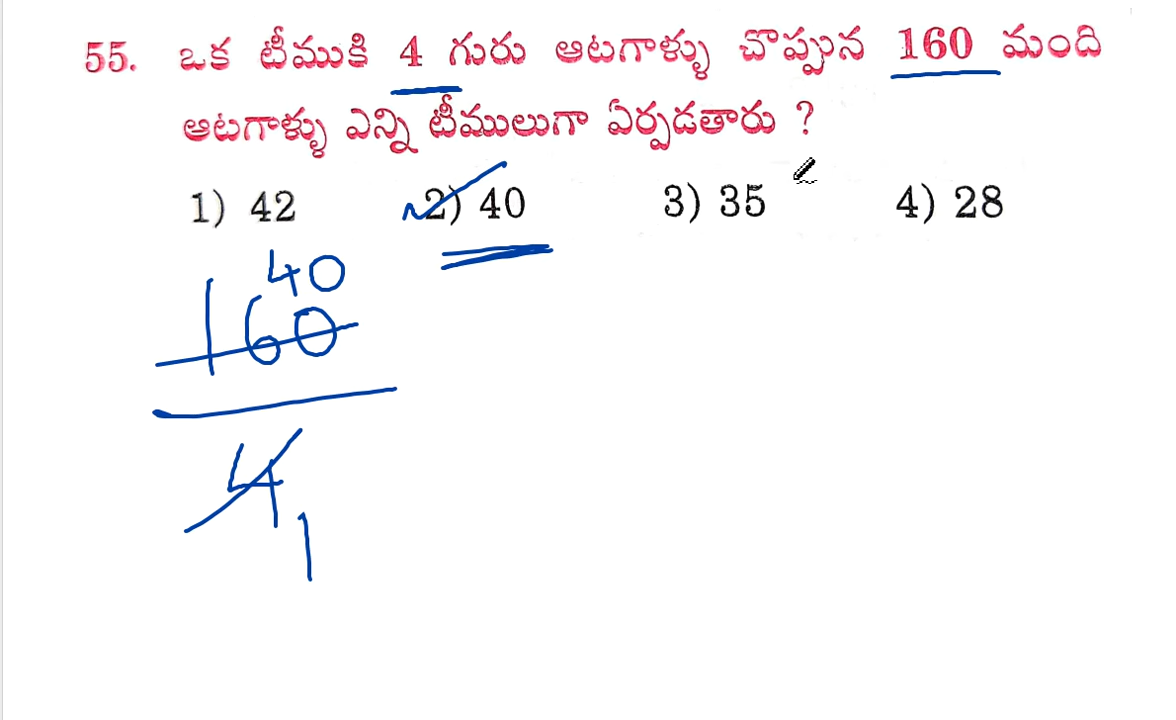 55. ఒక టీముకి 4 గురు ఆటగాళ్ళు చొప్పున 160 మంది
ఆటగాళ్ళు ఎన్ని టీములుగా ఏర్పడతారు ?
1) 42 2) 40 3) 35 4) 28
40
160
4
1